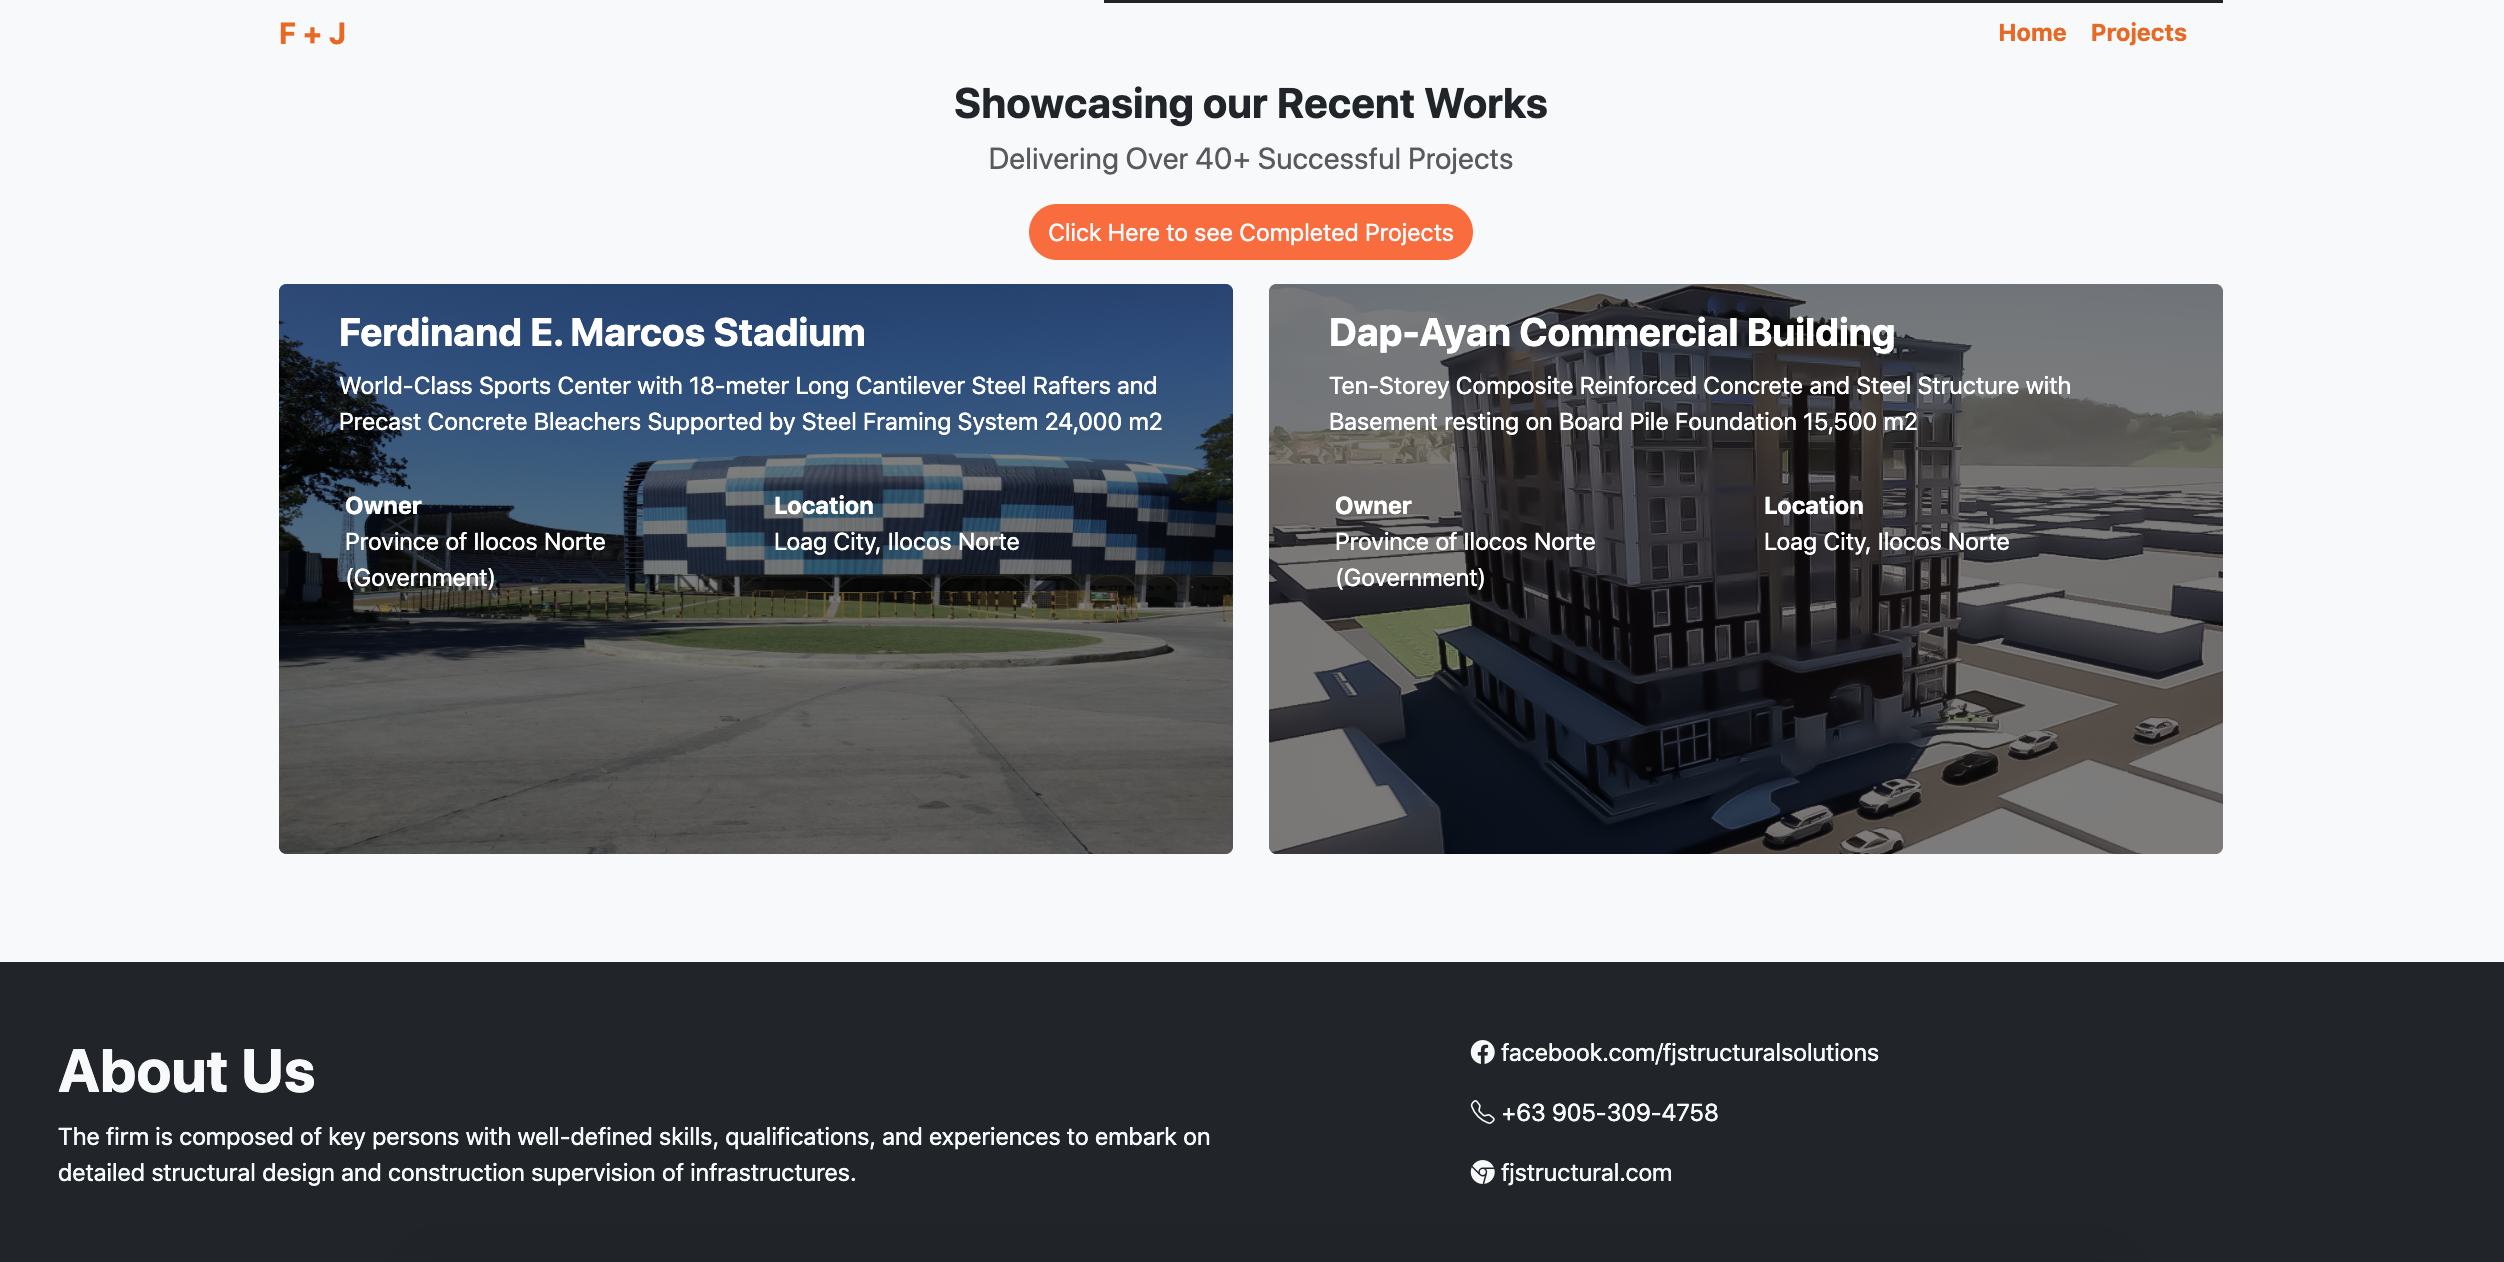 F + J
Home Projects
Showcasing our Recent Works
Delivering Over 40+ Successful Projects
Click Here to see Completed Projects
Ferdinand E. Marcos Stadium
World-Class Sports Center with 18-meter Long Cantilever Steel Rafters and
Precast Concrete Bleachers Supported by Steel Framing System 24,000 m2
Owner
Province of Ilocos Norte
(Government)
Location
Loag City, Ilocos Norte
Dap-Ayan Commercial Building
Ten-Storey Composite Reinforced Concrete and Steel Structure with
Basement resting on Board Pile Foundation 15,500 m2
Owner
Province of Ilocos Norte
(Government)
Location
Loag City, Ilocos Norte
About Us
The firm is composed of key persons with well-defined skills, qualifications, and experiences to embark on
detailed structural design and construction supervision of infrastructures.
facebook.com/fjstructuralsolutions
+63 905-309-4758
fjstructural.com